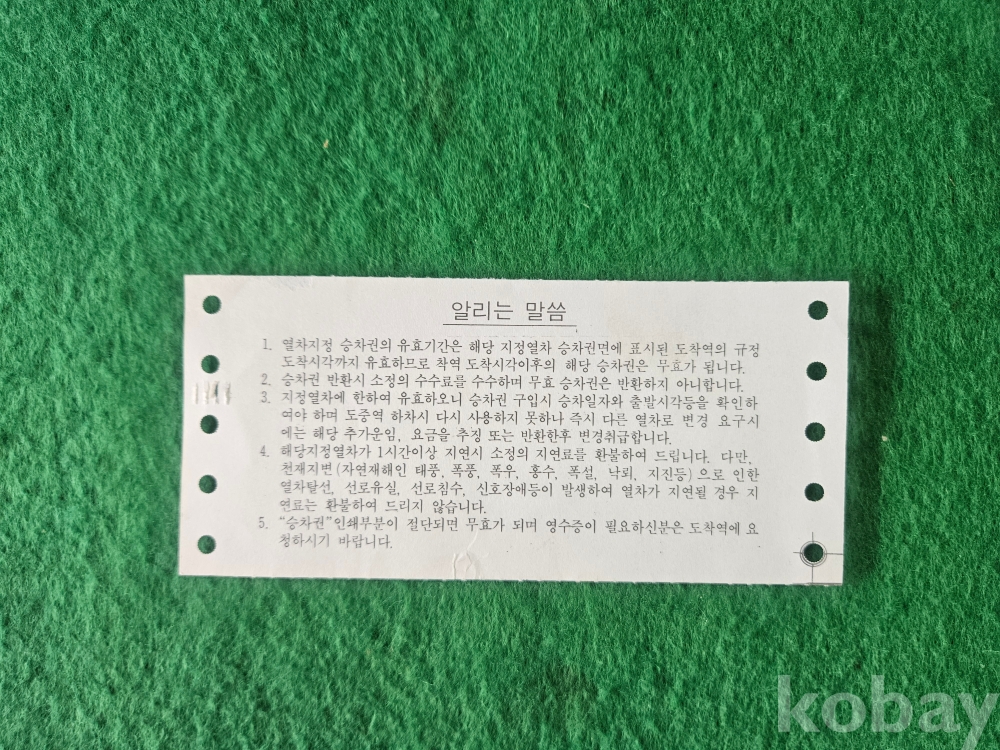 알리는 말씀
1. 열차지정 승차권의 유효기간은 해당 지정열차 승차권면에 표시된 도착역의 규정
도착시각까지 유효하므로 착역 도착시각이후의 해당 승차권은 무효가 됩니다.
2. 승차권 반환시 소정의 수수료를 수수하며 무효 승차권은 반환하지 아니합니다.
3. 지정열차에 한하여 유효하오니 승차권 구입시 승차일자와 출발시각등을 확인하
여야 하며 도중역 하차시 다시 사용하지 못하나 즉시 다른 열차로 변경 요구시
에는 해당 추가운임, 요금을 추징 또는 반환한후 변경취급합니다.
4. 해당지정열차가 1시간이상 지연시 소정의 지연료를 환불하여 드립니다. 다만,
천재지변(자연재해인 태풍, 폭풍, 폭우, 홍수, 폭설, 낙뢰, 지진등)으로 인한
열차탈선, 선로유실, 선로침수, 신호장애등이 발생하여 열차가 지연될 경우 지
연료는 환불하여 드리지 않습니다.
5. “승차권”인쇄부분이 절단되면 무효가 되며 영수증이 필요하신분은 도착역에 요
청하시기 바랍니다.
kobay